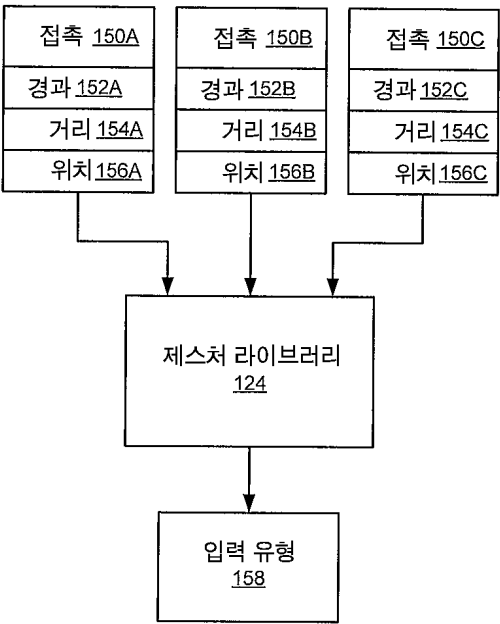 접촉 150A
경과 152A
거리 154A
위치 156A
접촉 150B
경과 152B
거리 154B
위치 156B
접촉 150C
경과 152C
거리 154C
위치 156C
제스처 라이브러리
124
입력 유형
158